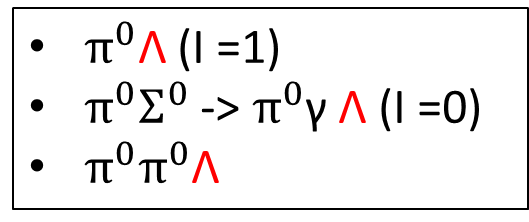 • π⁰Λ (I =1)
• π⁰Σ⁰ -> π⁰γ Λ (I =0)
• π⁰π⁰Λ